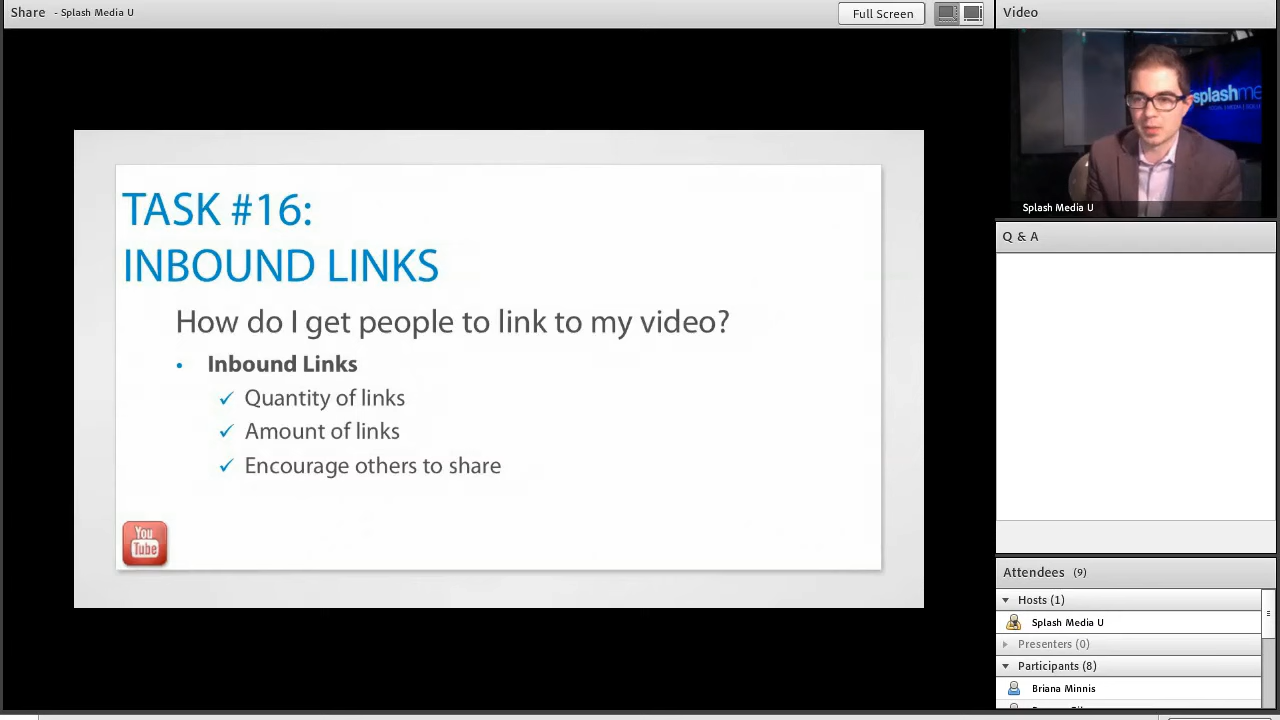 Share - Splash Media U
Full Screen
Video
TASK #16:
INBOUND LINKS
How do I get people to link to my video?
• Inbound Links
✓ Quantity of links
✓ Amount of links
✓ Encourage others to share
You
Tube
splashme
Splash Media U
Q & A
Attendees (9)
Hosts (1)
Splash Media U
Presenters (0)
Participants (8)
Briana Minnis